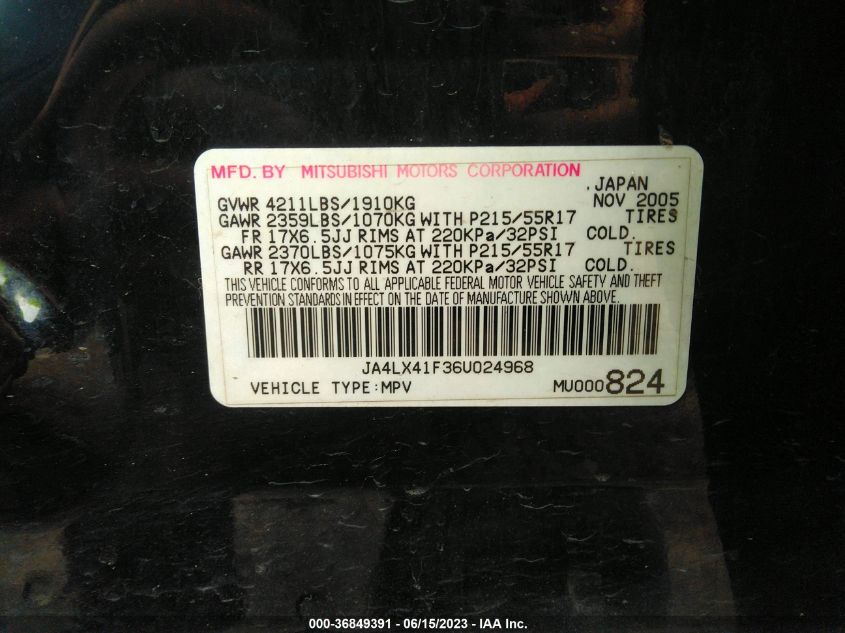 MFD. BY MITSUBISHI MOTORS CORPORATION
. JAPAN
GVWR 4211LBS/1910KG NOV 2005
GAWR 2359LBS/1070KG WITH P215/55R17 TIRES
FR 17X6.5JJ RIMS AT 220KPa/32PSI COLD.
GAWR 2370LBS/1075KG WITH P215/55R17 TIRES
RR 17X6.5JJ RIMS AT 220KPa/32PSI COLD.
THIS VEHICLE CONFORMS TO ALL APPLICABLE FEDERAL MOTOR VEHICLE SAFETY AND THEFT
PREVENTION STANDARDS IN EFFECT ON THE DATE OF MANUFACTURE SHOWN ABOVE.
JA4LX41F36U024968
VEHICLE TYPE:MPV MU000824
000-36849391 - 06/15/2023 - IAA Inc.